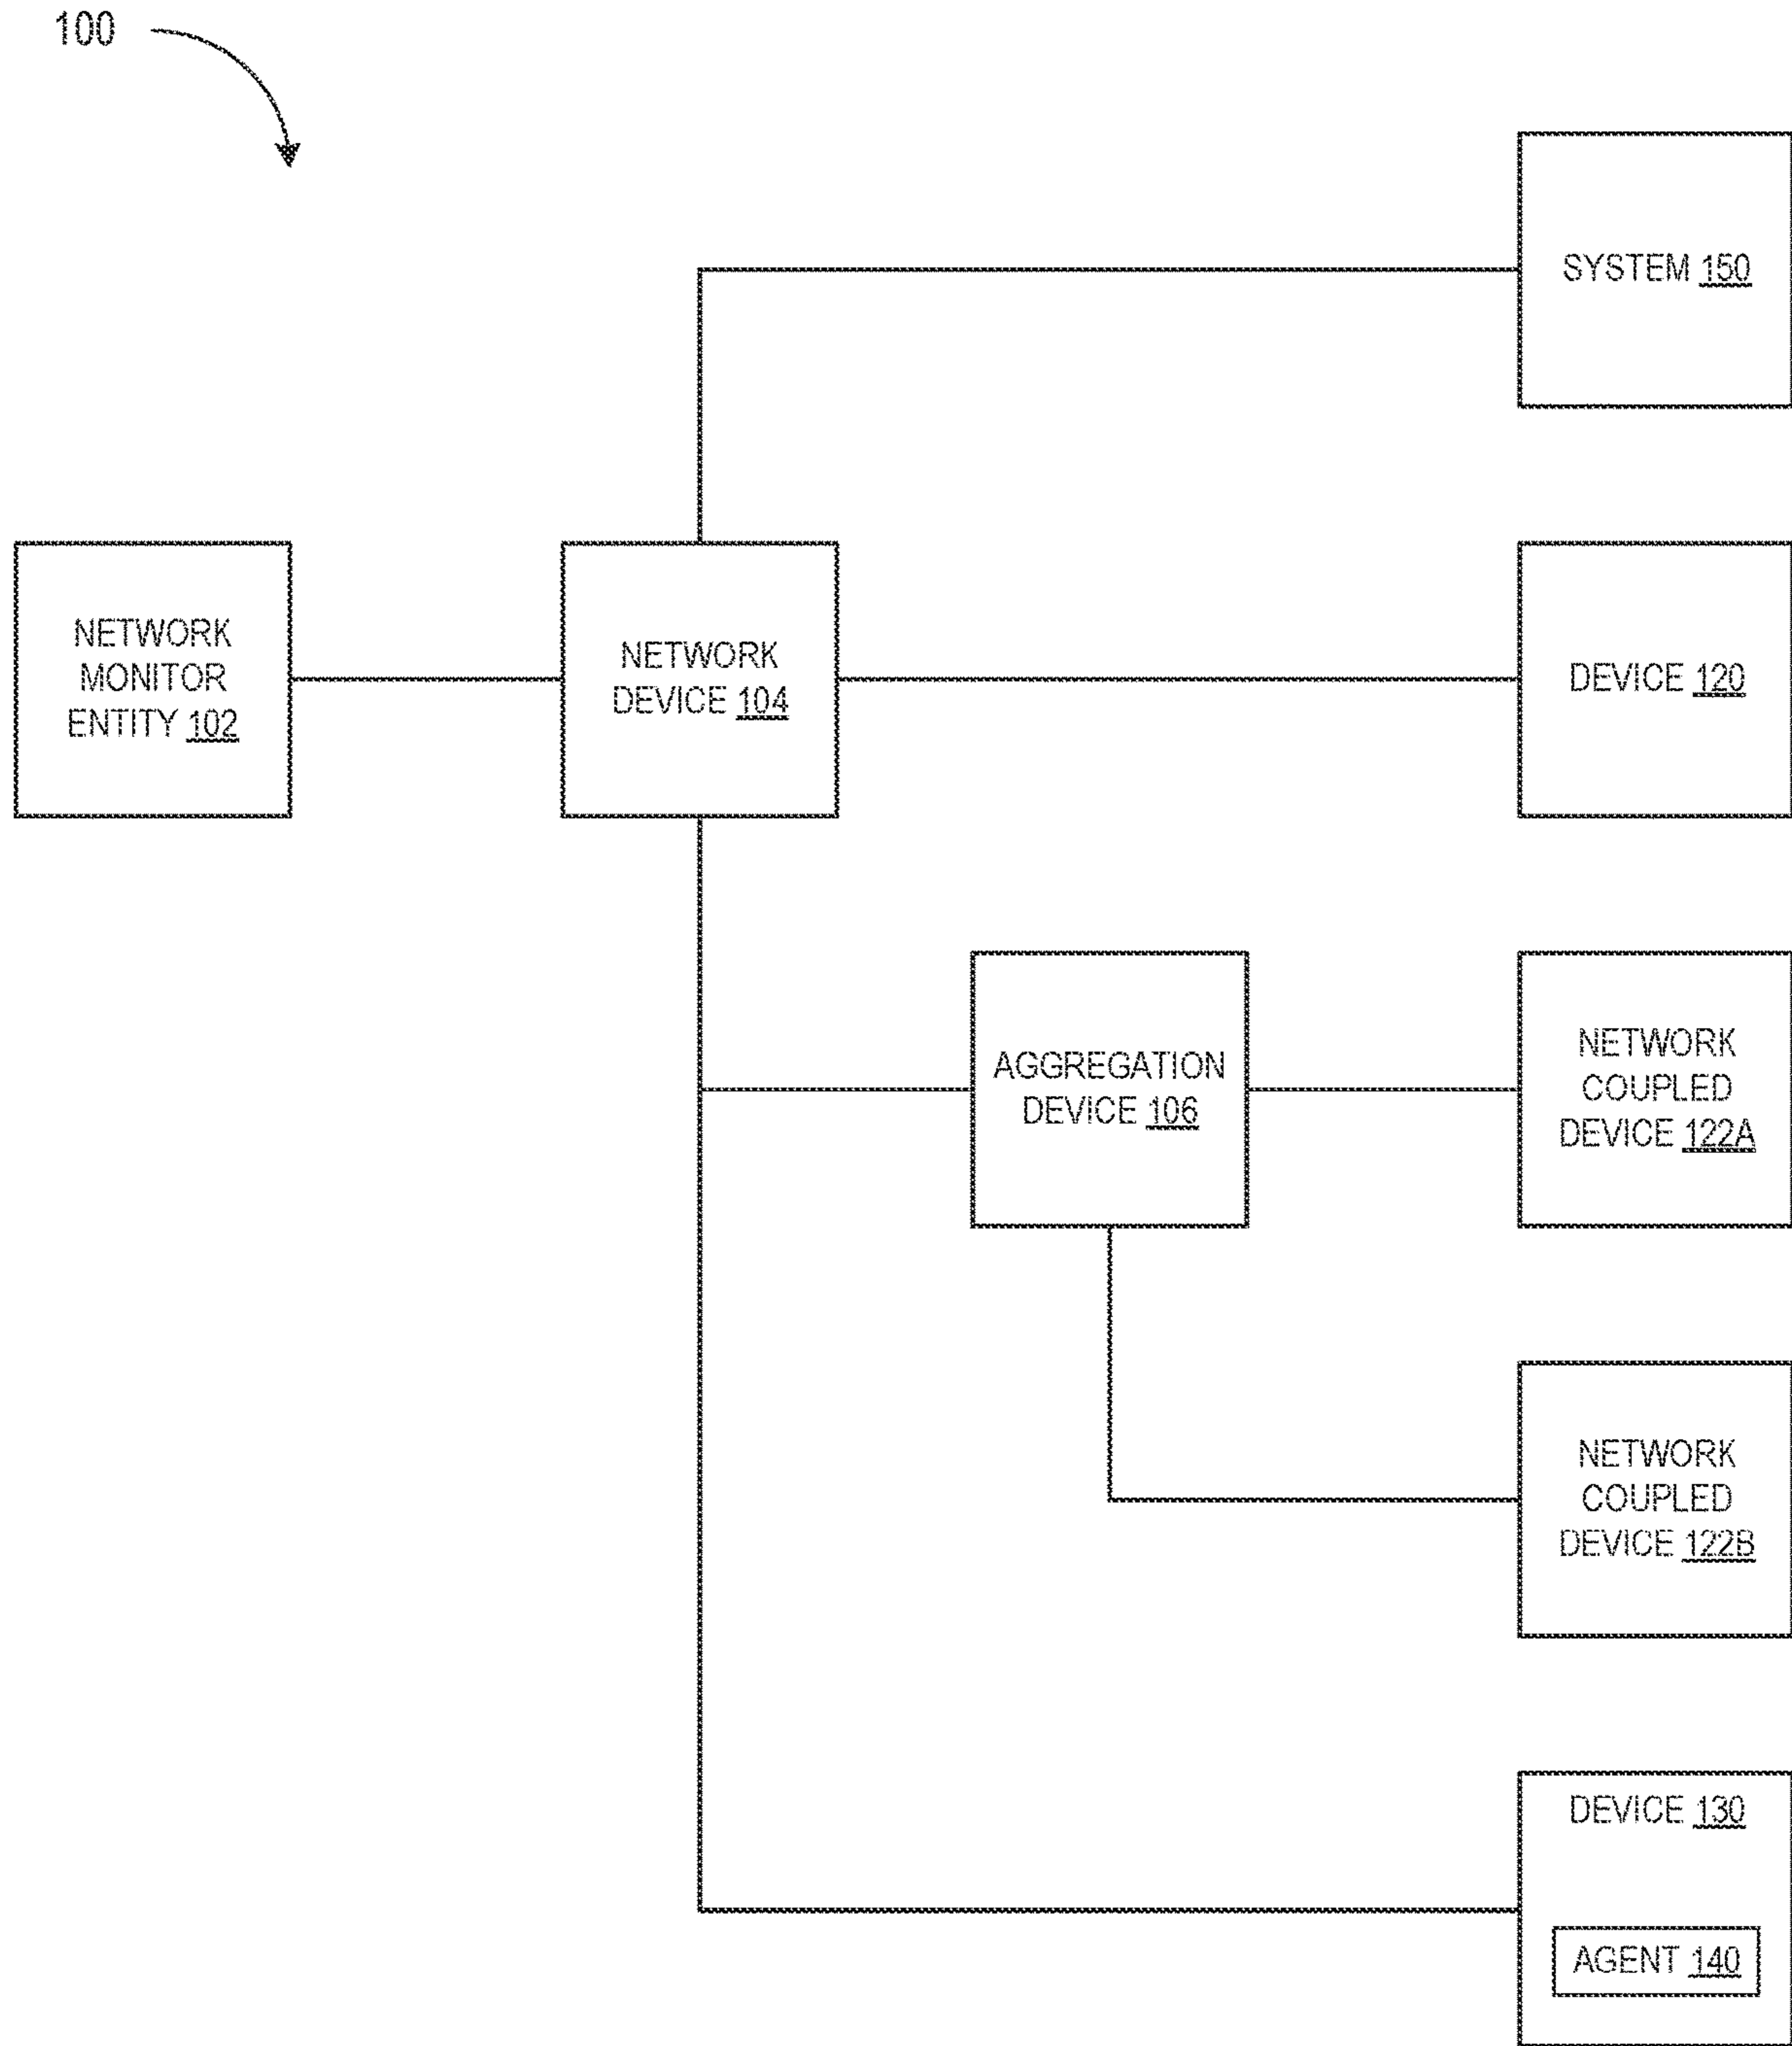 100
SYSTEM 150
NETWORK
MONITOR
ENTITY 102
NETWORK
DEVICE 104
DEVICE 120
AGGREGATION
DEVICE 106
NETWORK
COUPLED
DEVICE 122A
NETWORK
COUPLED
DEVICE 122B
DEVICE 130
AGENT 140